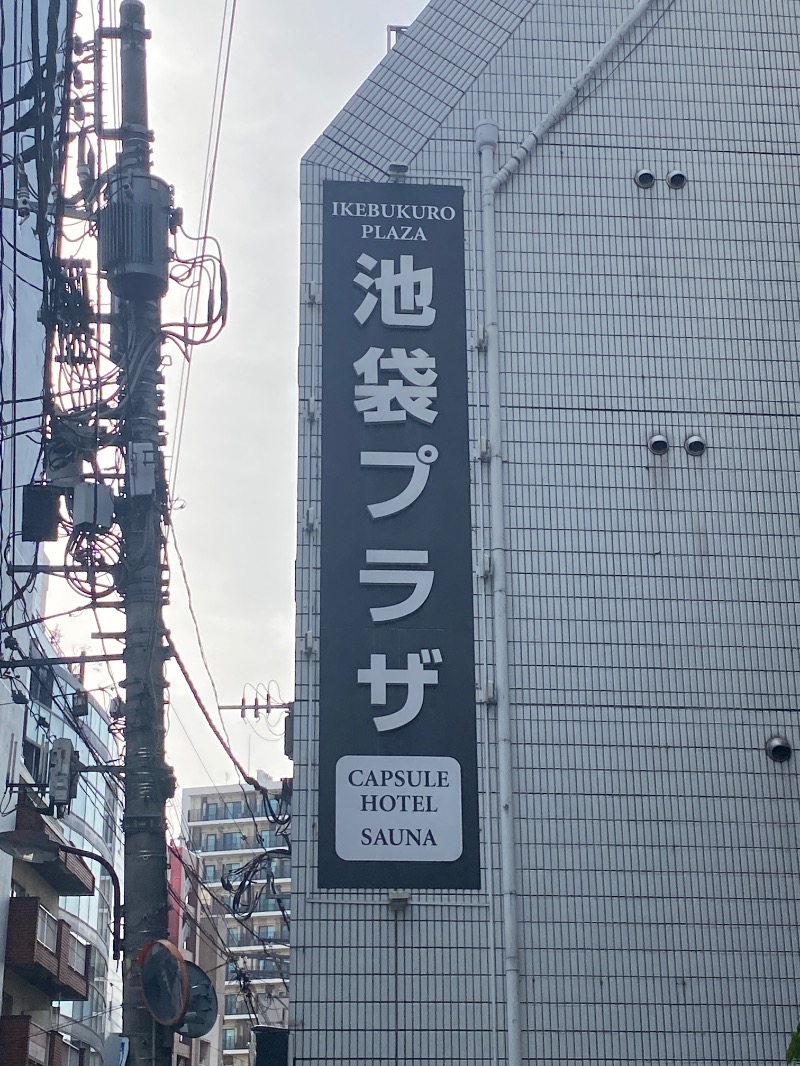 IKEBUKURO
PLAZA
池袋プラザ
CAPSULE
HOTEL
SAUNA